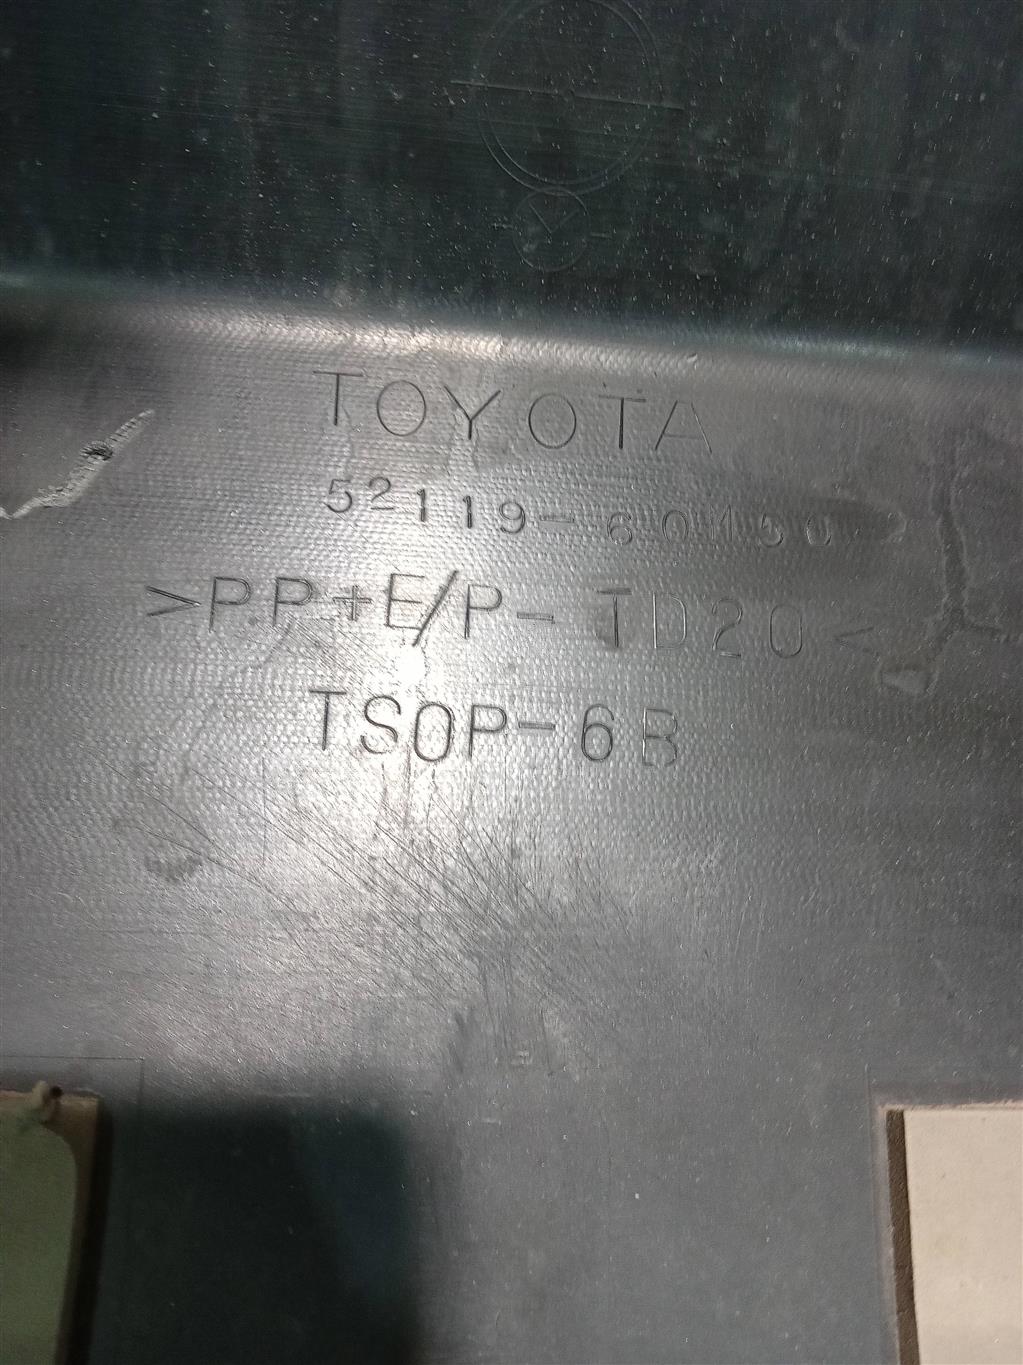 TOYOTA
52119-60150
>PP+E/P-TD20<
TSOP-6B